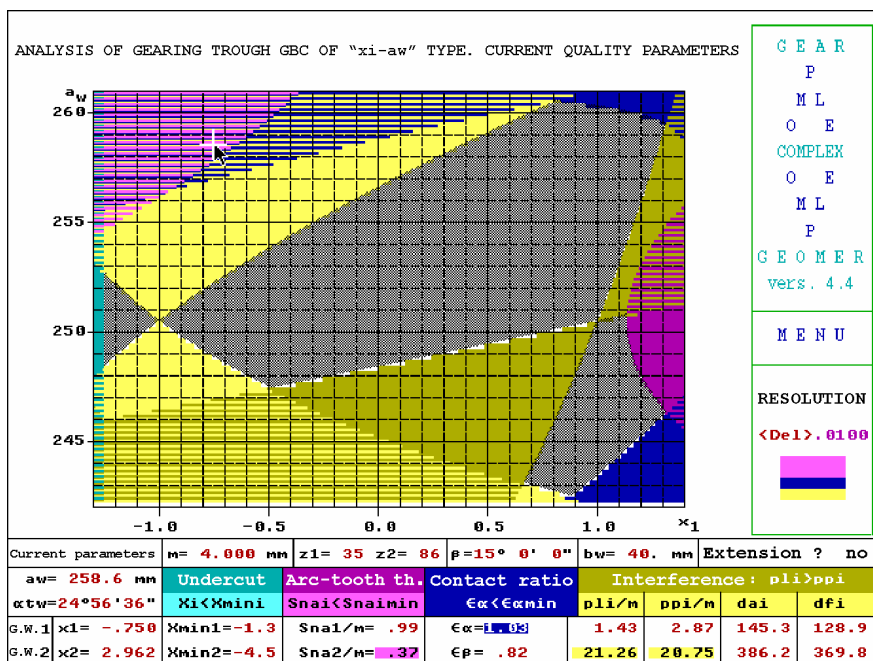 ANALYSIS OF GEARING TROUGH GBC OF "xi-aw" TYPE. CURRENT QUALITY PARAMETERS
aw
260
255
250
245
-1.0 -0.5 0.0 0.5 1.0 x1
G E A R
P
M L
O E
COMPLEX
O E
M L
P
G E O M E R
vers. 4.4
M E N U
RESOLUTION
<Del>.0100
Current parameters m= 4.000 mm z1= 35 z2= 86 β=15° 0' 0" bw= 40. mm Extension ? no
aw= 258.6 mm Undercut Arc-tooth th. Contact ratio Interference: pli>ppi
αtw=24°56'36" Xi<Xmini Snai<Snaimin εα<εαmin pli/m ppi/m dai dfi
G.W.1 x1= -.750 Xmin1=-1.3 Sna1/m= .99 εα=1.03 1.43 2.87 145.3 128.9
G.W.2 x2= 2.962 Xmin2=-4.5 Sna2/m= .37 εβ= .82 21.26 20.75 386.2 369.8